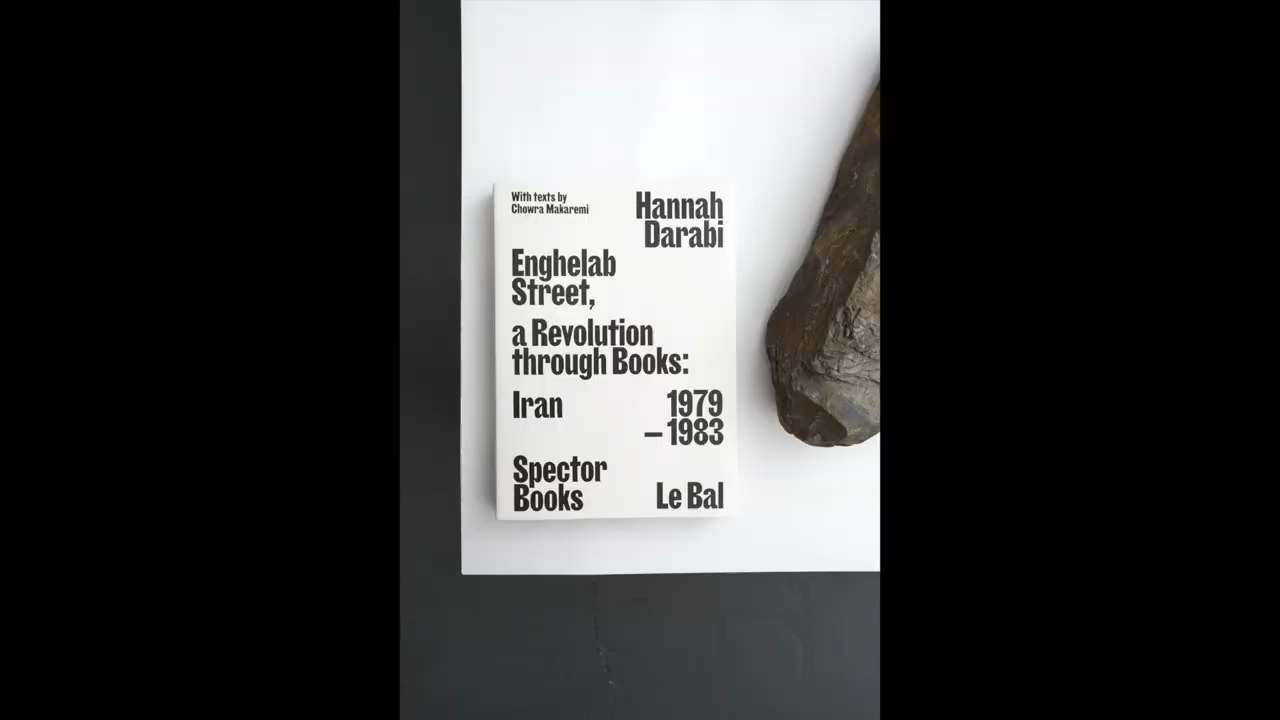 With texts by
Chowra Makaremi
Hannah
Darabi
Enghelab
Street,
a Revolution
through Books:
Iran
1979
– 1983
Spector
Books
Le Bal